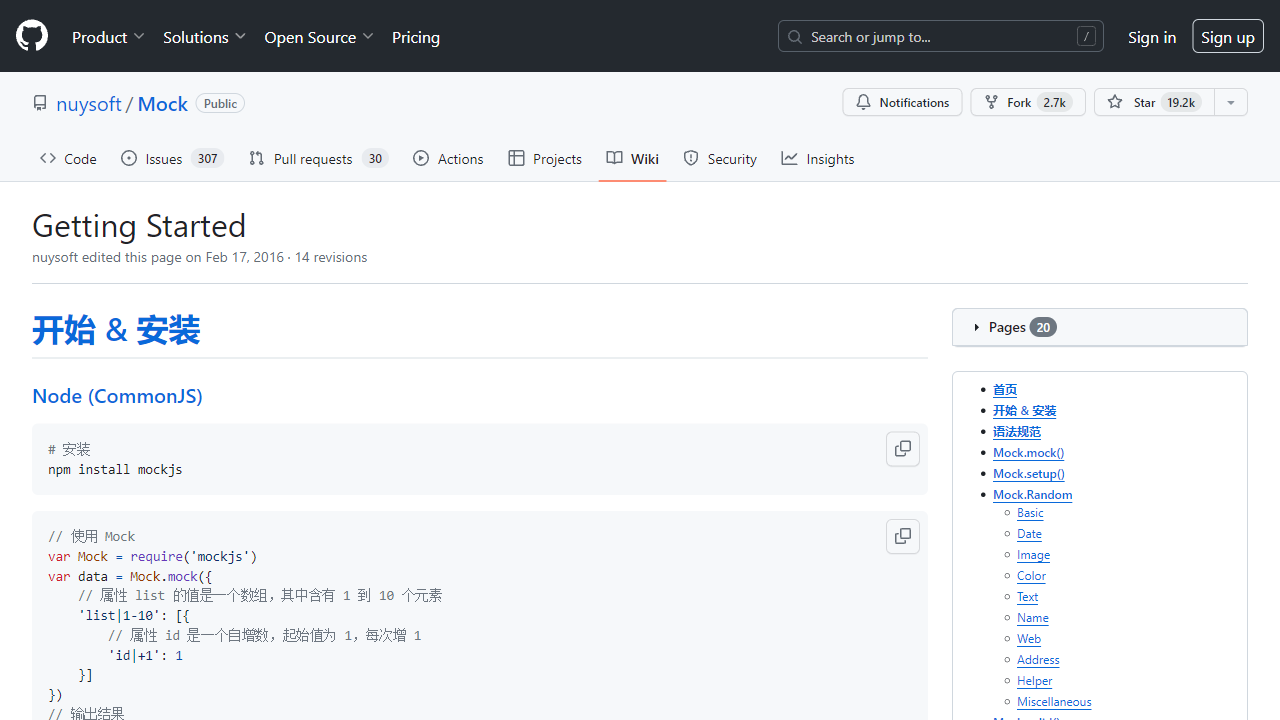 Product Solutions Open Source Pricing Search or jump to... / Sign in Sign up
nuysoft / Mock Public Notifications Fork 2.7k Star 19.2k
Code Issues 307 Pull requests 30 Actions Projects Wiki Security Insights
Getting Started
nuysoft edited this page on Feb 17, 2016 · 14 revisions
开始 & 安装
Node (CommonJS)
# 安装
npm install mockjs
// 使用 Mock
var Mock = require('mockjs')
var data = Mock.mock({
    // 属性 list 的值是一个数组，其中含有 1 到 10 个元素
    'list|1-10': [{
        // 属性 id 是一个自增数，起始值为 1，每次增 1
        'id|+1': 1
    }]
})
// 输出结果
Pages 20
首页
开始 & 安装
语法规范
Mock.mock()
Mock.setup()
Mock.Random
Basic
Date
Image
Color
Text
Name
Web
Address
Helper
Miscellaneous